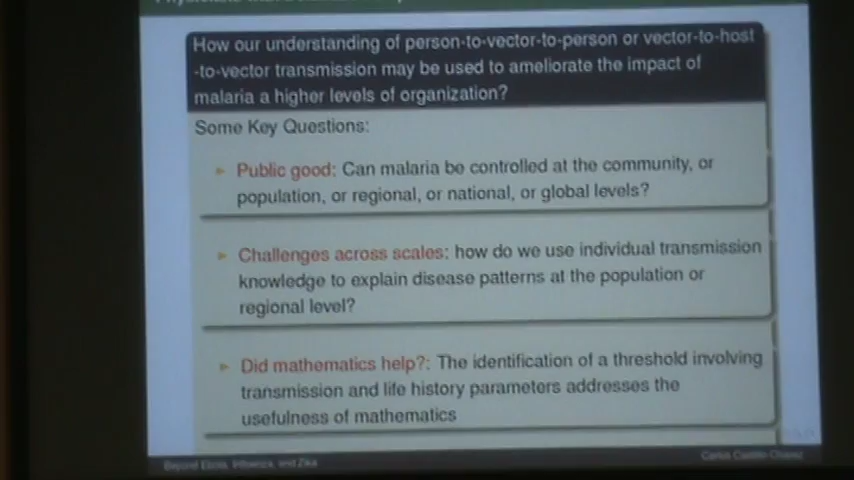 How our understanding of person-to-vector-to-person or vector-to-host
-to-vector transmission may be used to ameliorate the impact of
malaria a higher levels of organization?
Some Key Questions:
Public good: Can malaria be controlled at the community, or
population, or regional, or national, or global levels?
Challenges across scales: how do we use individual transmission
knowledge to explain disease patterns at the population or
regional level?
Did mathematics help?: The identification of a threshold involving
transmission and life history parameters addresses the
usefulness of mathematics
Beyond Ebola, Influenza, and Zika
Carlos Castillo Chavez